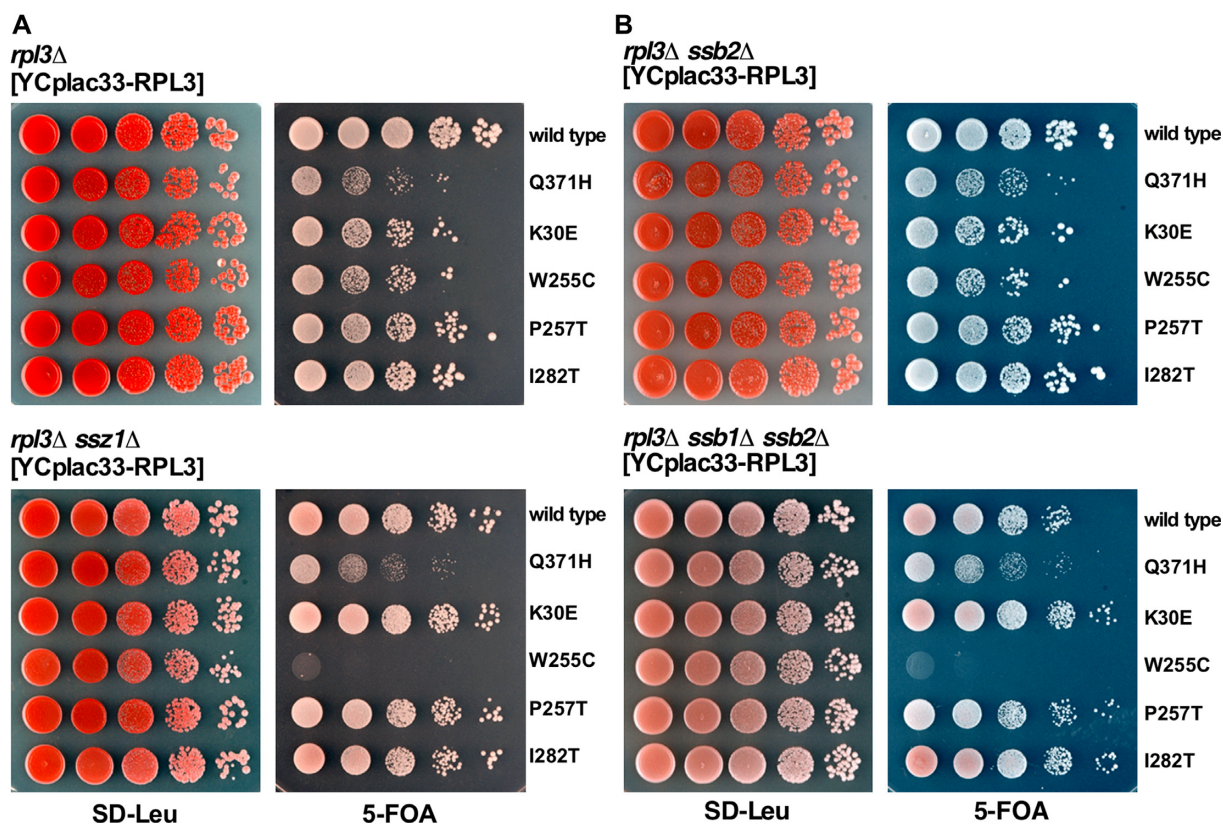 A
rpl3Δ
[YCplac33-RPL3]
wild type
Q371H
K30E
W255C
P257T
I282T
rpl3Δ ssz1Δ
[YCplac33-RPL3]
wild type
Q371H
K30E
W255C
P257T
I282T
SD-Leu
5-FOA
B
rpl3Δ ssb2Δ
[YCplac33-RPL3]
wild type
Q371H
K30E
W255C
P257T
I282T
rpl3Δ ssb1Δ ssb2Δ
[YCplac33-RPL3]
wild type
Q371H
K30E
W255C
P257T
I282T
SD-Leu
5-FOA